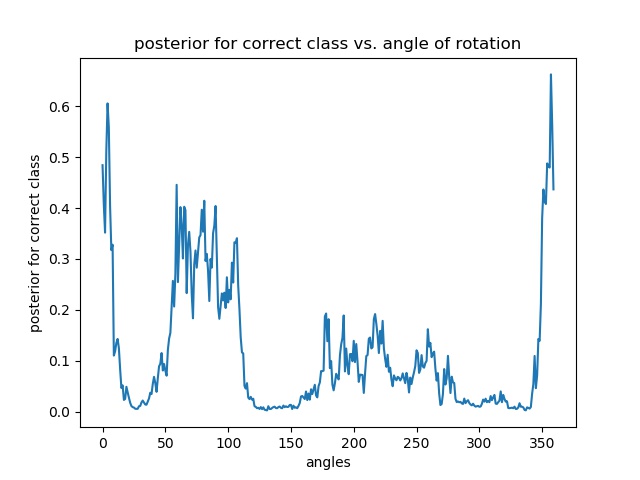 posterior for correct class vs. angle of rotation
posterior for correct class
0.6
0.5
0.4
0.3
0.2
0.1
0.0
0 50 100 150 200 250 300 350
angles